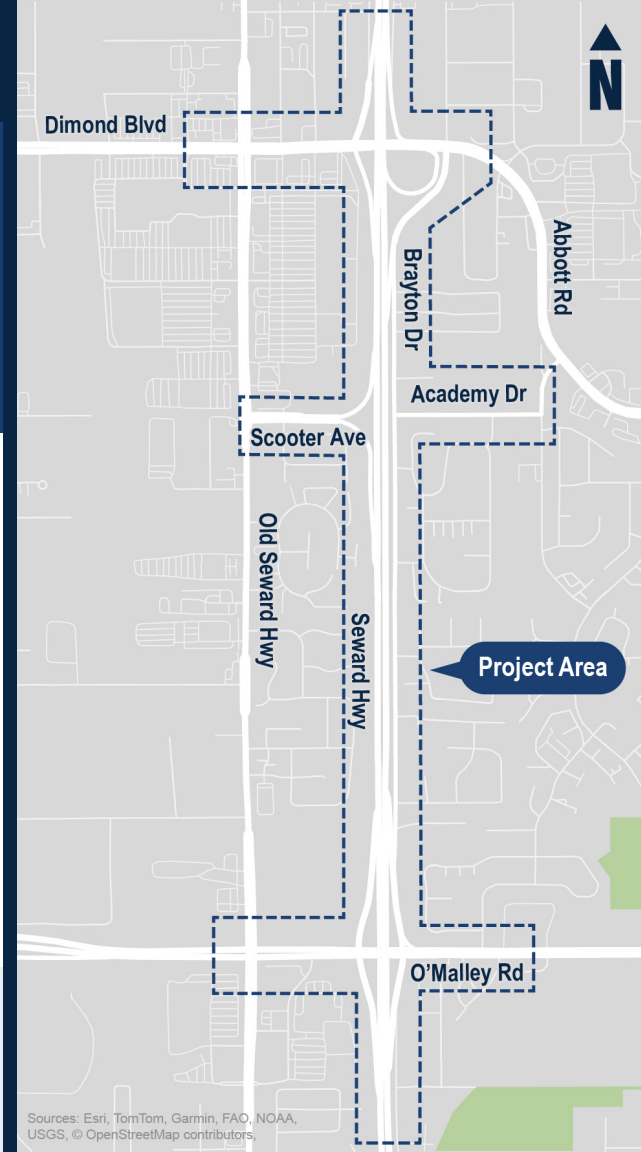 N
Dimond Blvd
Abbott Rd
Brayton Dr
Academy Dr
Scooter Ave
Old Seward Hwy
Seward Hwy
Project Area
O'Malley Rd
Sources: Esri, TomTom, Garmin, FAO, NOAA,
USGS, © OpenStreetMap contributors,